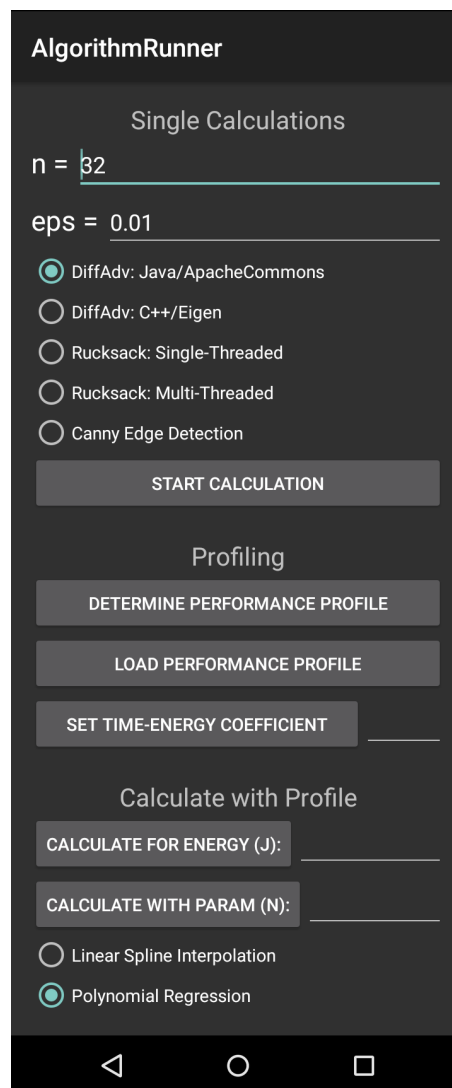 AlgorithmRunner
Single Calculations
n = 32
eps = 0.01
DiffAdv: Java/ApacheCommons
DiffAdv: C++/Eigen
Rucksack: Single-Threaded
Rucksack: Multi-Threaded
Canny Edge Detection
START CALCULATION
Profiling
DETERMINE PERFORMANCE PROFILE
LOAD PERFORMANCE PROFILE
SET TIME-ENERGY COEFFICIENT
Calculate with Profile
CALCULATE FOR ENERGY (J):
CALCULATE WITH PARAM (N):
Linear Spline Interpolation
Polynomial Regression